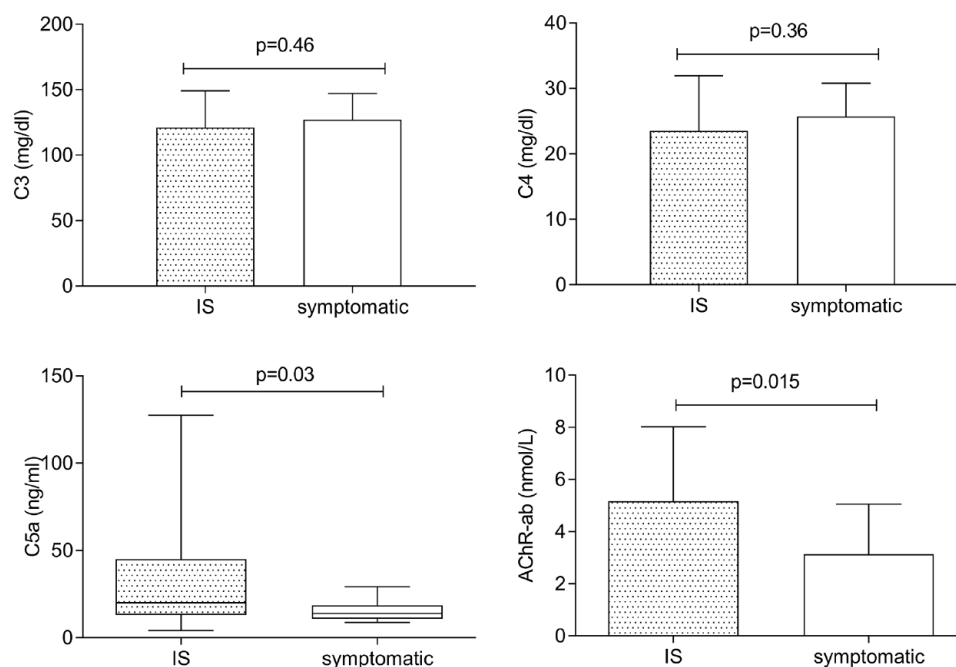 C3 (mg/dl)
200
150
100
50
0
p=0.46
IS
symptomatic
C4 (mg/dl)
40
30
20
10
0
p=0.36
IS
symptomatic
C5a (ng/ml)
150
100
50
0
p=0.03
IS
symptomatic
AChR-ab (nmol/L)
10
8
6
4
2
0
p=0.015
IS
symptomatic